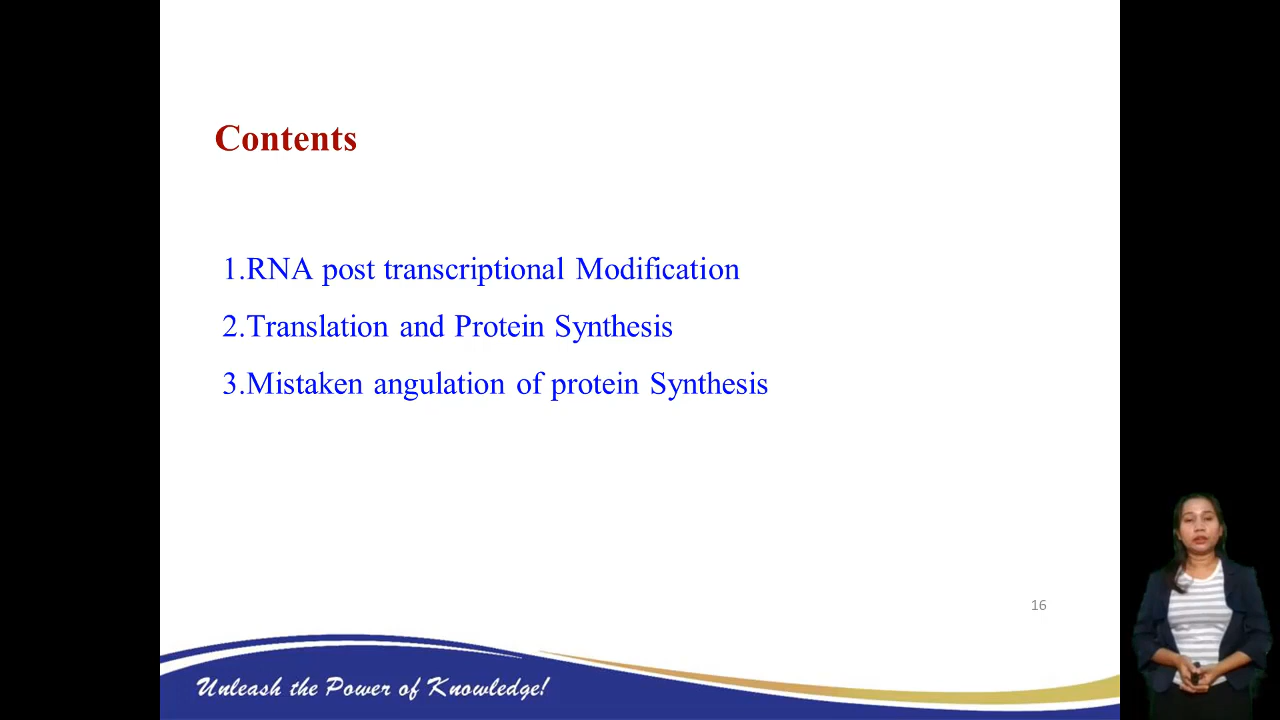 Contents
1.RNA post transcriptional Modification
2.Translation and Protein Synthesis
3.Mistaken angulation of protein Synthesis
16
Unleash the Power of Knowledge!